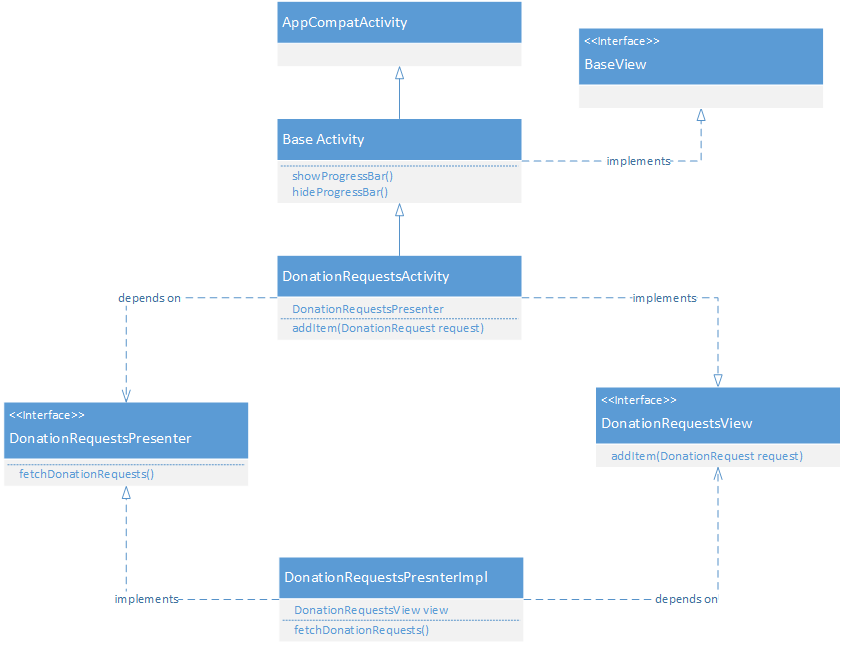 AppCompatActivity
<<Interface>>
BaseView
Base Activity
implements
showProgressBar()
hideProgressBar()
DonationRequestsActivity
depends on
implements
DonationRequestsPresenter
addItem(DonationRequest request)
<<Interface>>
DonationRequestsPresenter
fetchDonationRequests()
<<Interface>>
DonationRequestsView
addItem(DonationRequest request)
DonationRequestsPresnterImpl
implements
depends on
DonationRequestsView view
fetchDonationRequests()